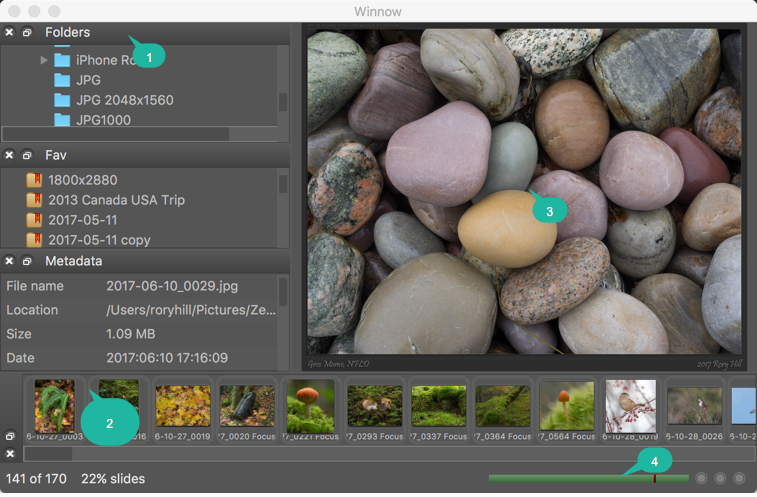 Winnow
Folders
1
iPhone Ro
JPG
JPG 2048x1560
JPG1000
Fav
1800x2880
2013 Canada USA Trip
2017-05-11
2017-05-11 copy
3
Metadata
File name 2017-06-10_0029.jpg
Location /Users/roryhill/Pictures/Ze...
Size 1.09 MB
Date 2017:06:10 17:16:09
Gros Morne, NFLD 2017 Rory Hill
2
6-10-27_0003 016 6-10-27_0019 7_0020 Focus 7_0221 Focus 7_0293 Focus 7_0337 Focus 7_0364 Focus 7_0564 Focus 6-10-28_0019 6-10-28_0026 6-10-2
4
141 of 170 22% slides